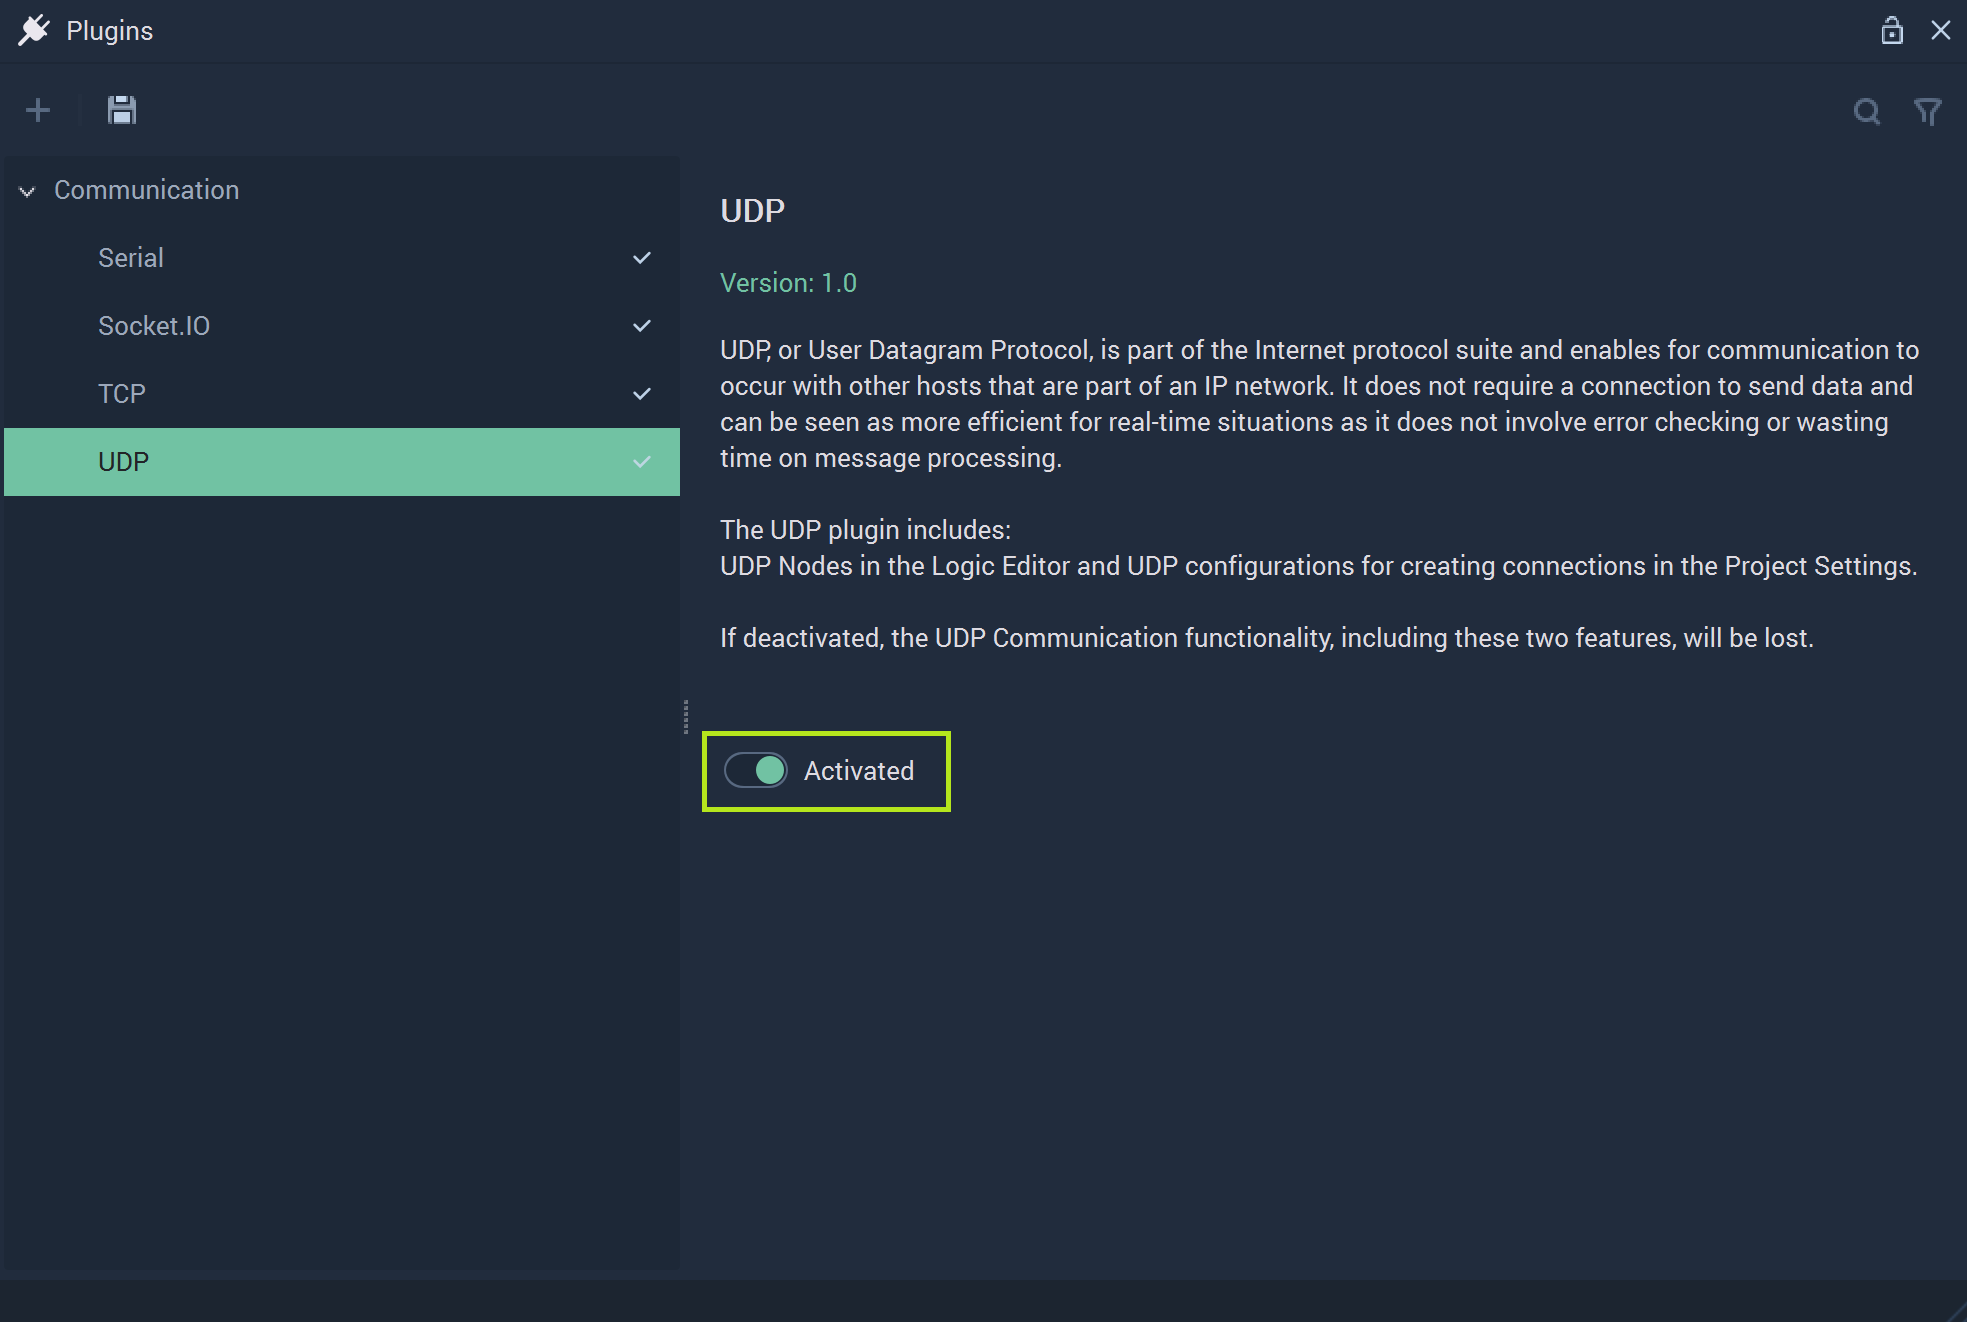 Plugins
Communication
Serial
Socket.IO
TCP
UDP
UDP
Version: 1.0
UDP, or User Datagram Protocol, is part of the Internet protocol suite and enables for communication to
occur with other hosts that are part of an IP network. It does not require a connection to send data and
can be seen as more efficient for real-time situations as it does not involve error checking or wasting
time on message processing.
The UDP plugin includes:
UDP Nodes in the Logic Editor and UDP configurations for creating connections in the Project Settings.
If deactivated, the UDP Communication functionality, including these two features, will be lost.
Activated